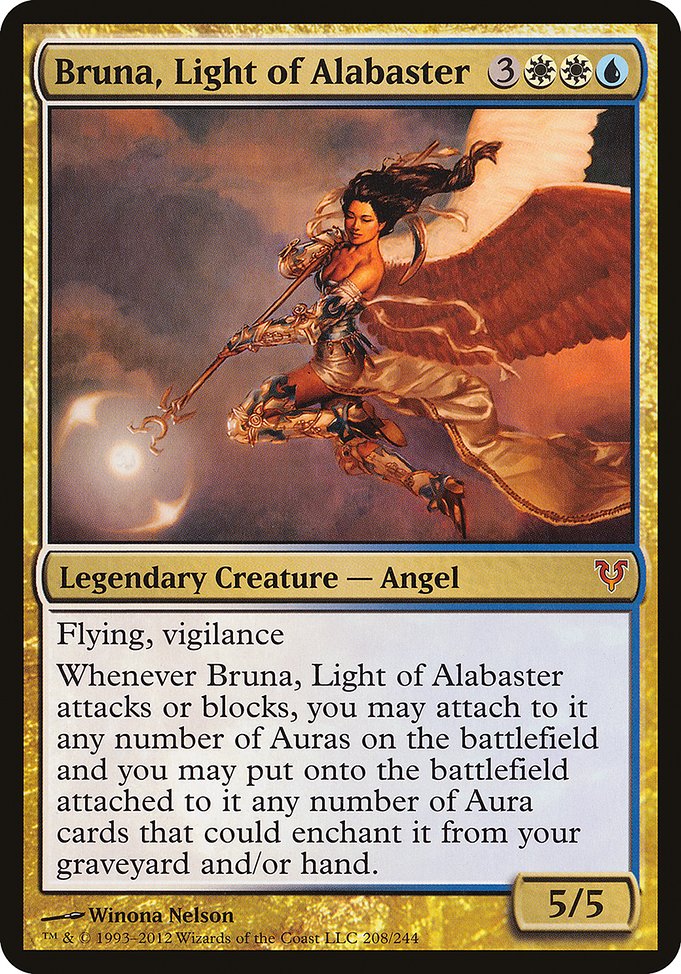 Bruna, Light of Alabaster 3
Legendary Creature — Angel
Flying, vigilance
Whenever Bruna, Light of Alabaster
attacks or blocks, you may attach to it
any number of Auras on the battlefield
and you may put onto the battlefield
attached to it any number of Aura
cards that could enchant it from your
graveyard and/or hand.
5/5
Winona Nelson
™ & © 1993–2012 Wizards of the Coast LLC 208/244